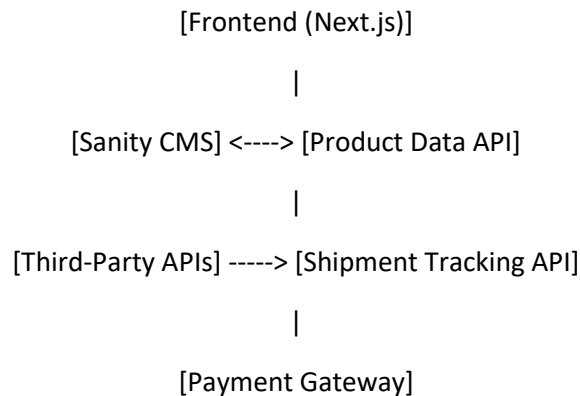 [Frontend (Next.js)]
|
[Sanity CMS] <----> [Product Data API]
|
[Third-Party APIs] -----> [Shipment Tracking API]
|
[Payment Gateway]